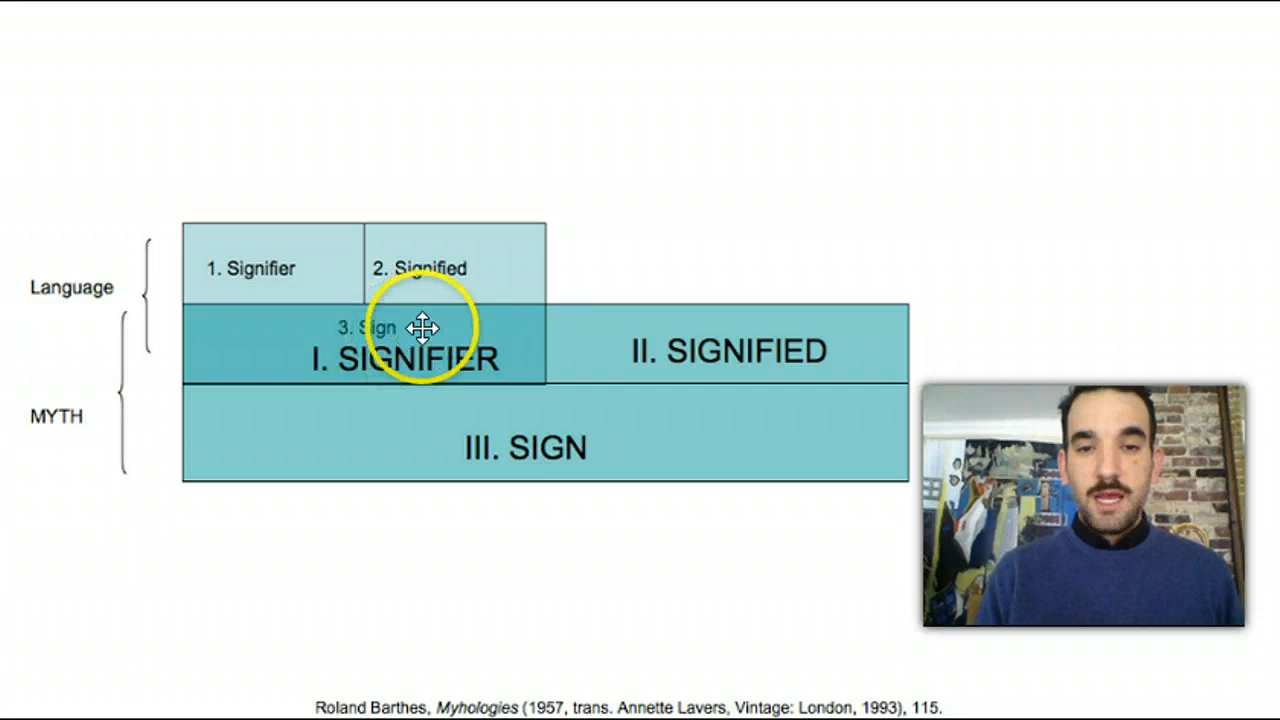 1. Signifier
2. Signified
Language
3. Sign
I. SIGNIFIER
II. SIGNIFIED
MYTH
III. SIGN
Roland Barthes, Myhologies (1957, trans. Annette Lavers, Vintage: London, 1993), 115.